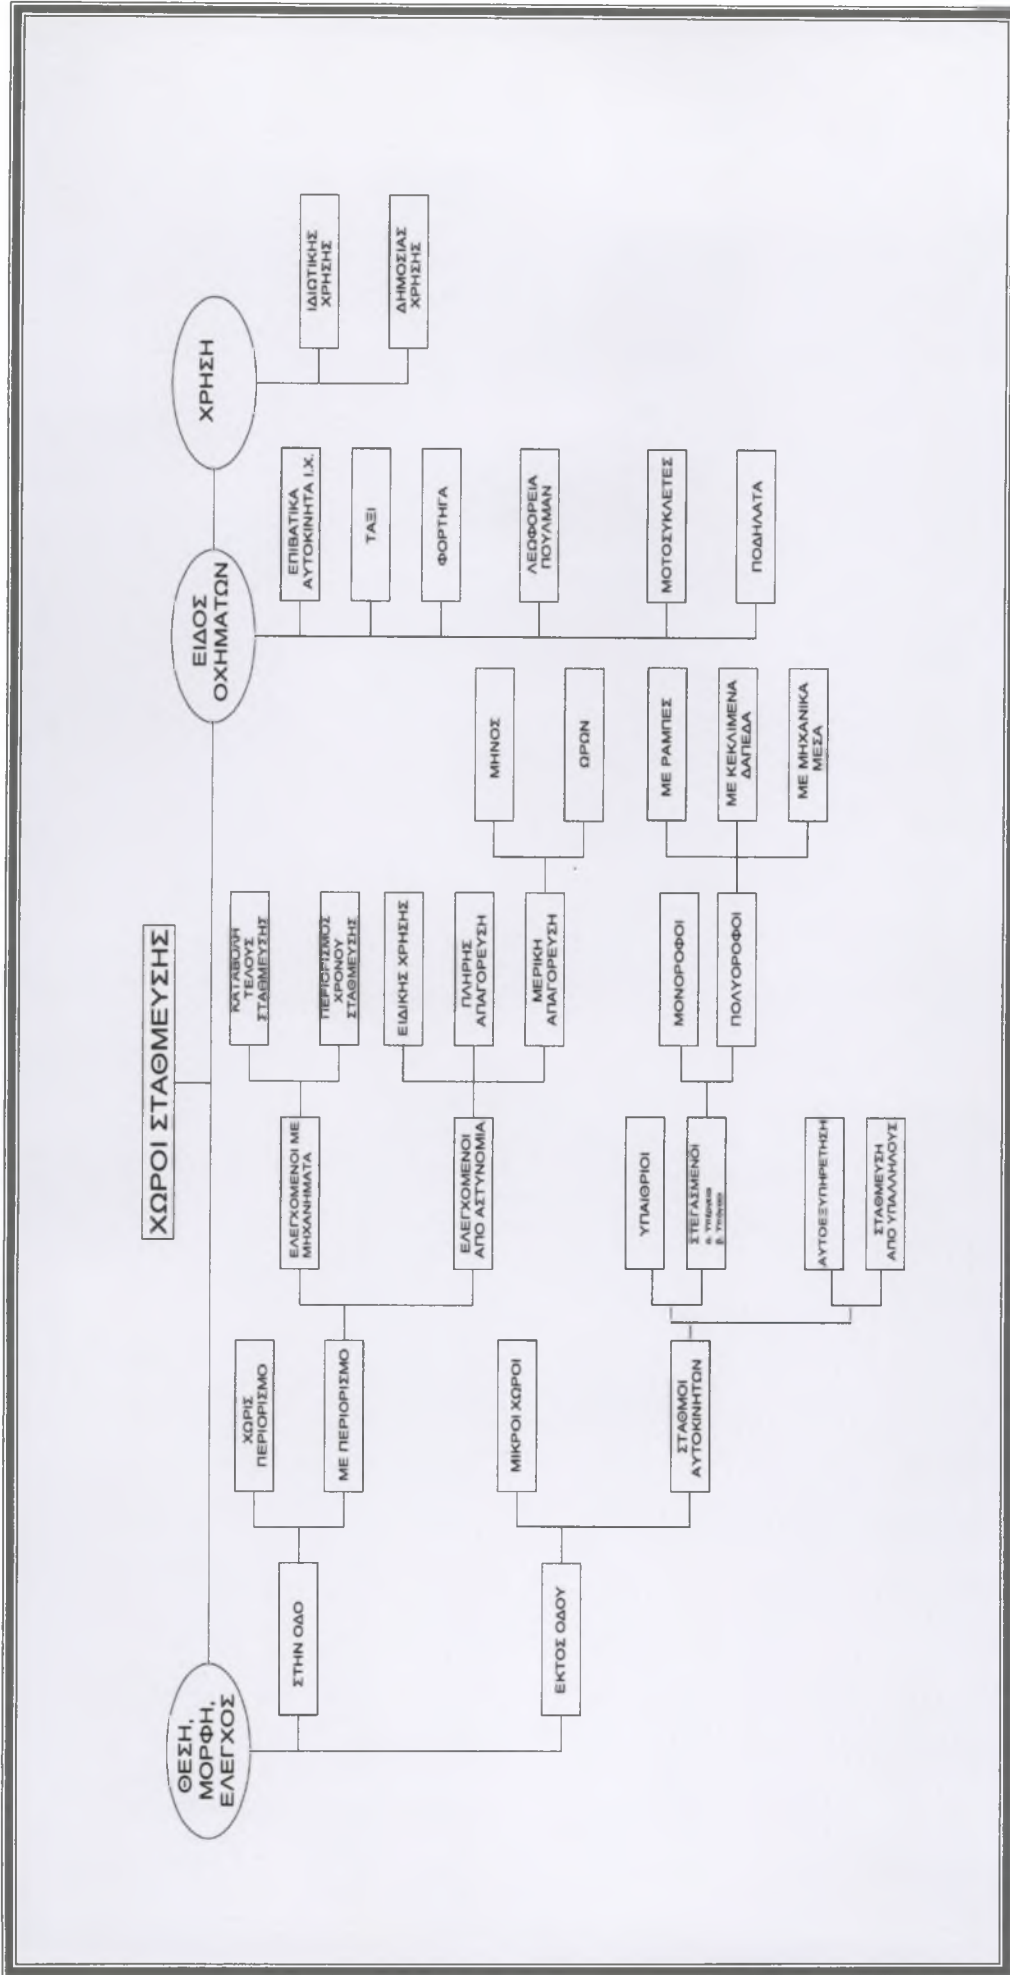 ΧΩΡΟΙ ΣΤΑΘΜΕΥΣΗΣ
ΘΕΣΗ,
ΜΟΡΦΗ,
ΕΛΕΓΧΟΣ
ΕΙΔΟΣ
ΟΧΗΜΑΤΩΝ
ΧΡΗΣΗ
ΣΤΗΝ ΟΔΟ
ΧΩΡΙΣ
ΠΕΡΙΟΡΙΣΜΟ
ΜΕ ΠΕΡΙΟΡΙΣΜΟ
ΕΛΕΓΧΟΜΕΝΟΙ ΜΕ
ΜΗΧΑΝΗΜΑΤΑ
ΚΑΤΑΒΟΛΗ
ΤΕΛΟΥΣ
ΣΤΑΘΜΕΥΣΗΣ
ΠΕΡΙΟΡΙΣΜΟΣ
ΧΡΟΝΟΥ
ΣΤΑΘΜΕΥΣΗΣ
ΕΛΕΓΧΟΜΕΝΟΙ
ΑΠΟ ΑΣΤΥΝΟΜΙΑ
ΕΙΔΙΚΗΣ ΧΡΗΣΗΣ
ΠΛΗΡΗΣ
ΑΠΑΓΟΡΕΥΣΗ
ΜΕΡΙΚΗ
ΑΠΑΓΟΡΕΥΣΗ
ΜΗΝΟΣ
ΩΡΩΝ
ΕΚΤΟΣ ΟΔΟΥ
ΜΙΚΡΟΙ ΧΩΡΟΙ
ΣΤΑΘΜΟΙ
ΑΥΤΟΚΙΝΗΤΩΝ
ΥΠΑΙΘΡΙΟΙ
ΣΤΕΓΑΣΜΕΝΟΙ
α. Υπέργειοι
β. Υπόγειοι
ΜΟΝΟΡΟΦΟΙ
ΠΟΛΥΟΡΟΦΟΙ
ΜΕ ΡΑΜΠΕΣ
ΜΕ ΚΕΚΛΙΜΕΝΑ
ΔΑΠΕΔΑ
ΜΕ ΜΗΧΑΝΙΚΑ
ΜΕΣΑ
ΑΥΤΟΕΞΥΠΗΡΕΤΗΣΗ
ΣΤΑΘΜΕΥΣΗ
ΑΠΟ ΥΠΑΛΛΗΛΟΥΣ
ΕΠΙΒΑΤΙΚΑ
ΑΥΤΟΚΙΝΗΤΑ Ι.Χ.
ΤΑΞΙ
ΦΟΡΤΗΓΑ
ΛΕΩΦΟΡΕΙΑ
ΠΟΥΛΜΑΝ
ΜΟΤΟΣΥΚΛΕΤΕΣ
ΠΟΔΗΛΑΤΑ
ΙΔΙΩΤΙΚΗΣ
ΧΡΗΣΗΣ
ΔΗΜΟΣΙΑΣ
ΧΡΗΣΗΣ